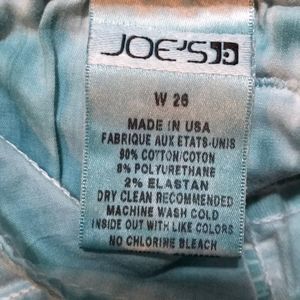 JOE'S
W 26
MADE IN USA
FABRIQUE AUX ETATS-UNIS
90% COTTON/COTON
8% POLYURETHANE
2% ELASTAN
DRY CLEAN RECOMMENDED
MACHINE WASH COLD
INSIDE OUT WITH LIKE COLORS
NO CHLORINE BLEACH